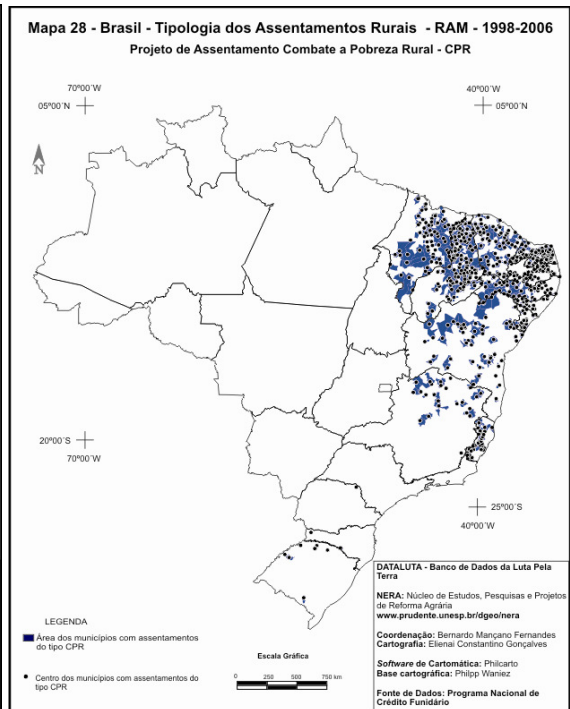 Mapa 28 - Brasil - Tipologia dos Assentamentos Rurais - RAM - 1998-2006
Projeto de Assentamento Combate a Pobreza Rural - CPR
70º00´W
05º00´N
40º00´W
05º00´N
N
20º00´S
70º00´W
25º00´S
40º00´W
LEGENDA
Área dos municípios com assentamentos
do tipo CPR
Centro dos municípios com assentamentos do
tipo CPR
Escala Gráfica
0 250 500 750 km
DATALUTA - Banco de Dados da Luta Pela
Terra
NERA: Núcleo de Estudos, Pesquisas e Projetos
de Reforma Agrária
www.prudente.unesp.br/dgeo/nera
Coordenação: Bernardo Mançano Fernandes
Cartografia: Elienai Constantino Gonçalves
Software de Cartomática: Philcarto
Base cartográfica: Philpp Waniez
Fonte de Dados: Programa Nacional de
Crédito Fundiário